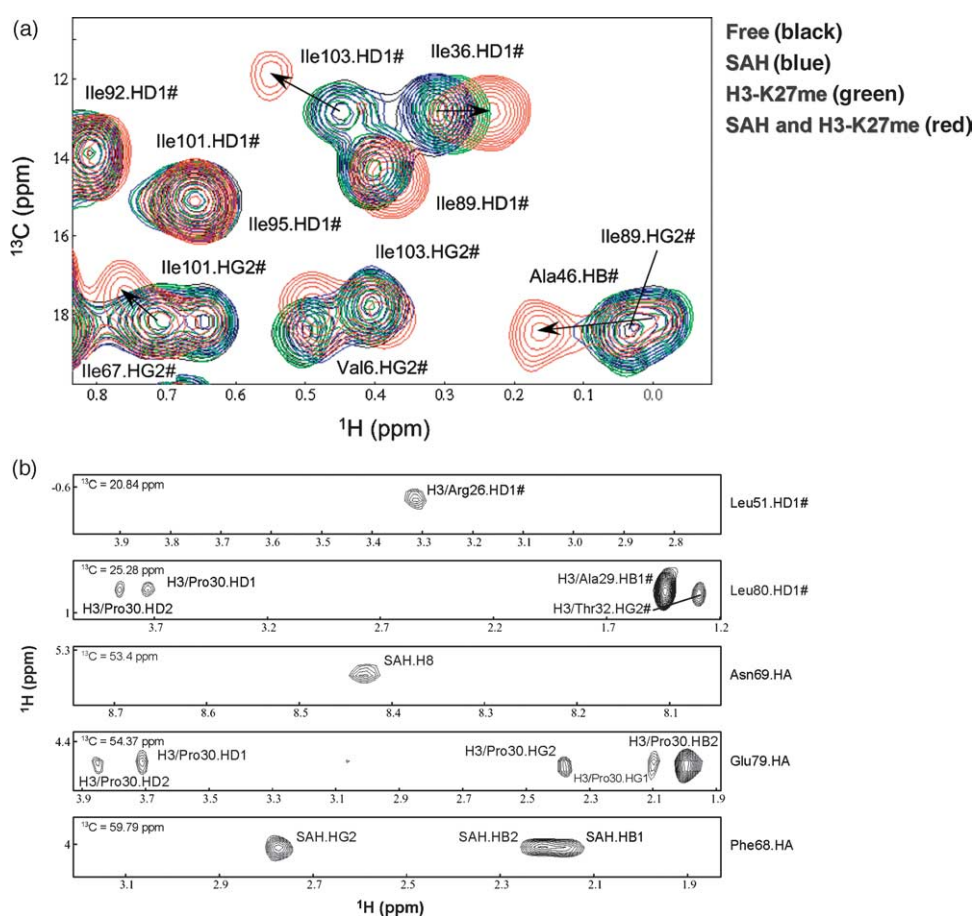 (a)
Free (black)
SAH (blue)
H3-K27me (green)
SAH and H3-K27me (red)
Ile103.HD1#
Ile36.HD1#
Ile92.HD1#
Ile101.HD1#
Ile89.HD1#
Ile95.HD1#
Ile103.HG2#
Ile89.HG2#
Ile101.HG2#
Ala46.HB#
Ile67.HG2#
Val6.HG2#
12
14
16
18
¹³C (ppm)
0.8 0.7 0.6 0.5 0.4 0.3 0.2 0.1 0.0
¹H (ppm)
(b)
-0.6
¹³C = 20.84 ppm
H3/Arg26.HD1#
Leu51.HD1#
3.9 3.8 3.7 3.6 3.5 3.4 3.3 3.2 3.1 3.0 2.9 2.8
¹³C = 25.28 ppm
H3/Pro30.HD1
H3/Pro30.HD2
H3/Ala29.HB1#
H3/Thr32.HG2#
Leu80.HD1#
1
3.7 3.2 2.7 2.2 1.7 1.2
5.3
¹³C = 53.4 ppm
SAH.H8
Asn69.HA
8.7 8.6 8.5 8.4 8.3 8.2 8.1
4.4
¹³C = 54.37 ppm
H3/Pro30.HD1
H3/Pro30.HD2
H3/Pro30.HG2
H3/Pro30.HG1
H3/Pro30.HB2
Glu79.HA
3.9 3.7 3.5 3.3 3.1 2.9 2.7 2.5 2.3 2.1 1.9
¹³C = 59.79 ppm
4
SAH.HG2
SAH.HB2
SAH.HB1
Phe68.HA
3.1 2.9 2.7 2.5 2.3 2.1 1.9
¹H (ppm)
¹H (ppm)